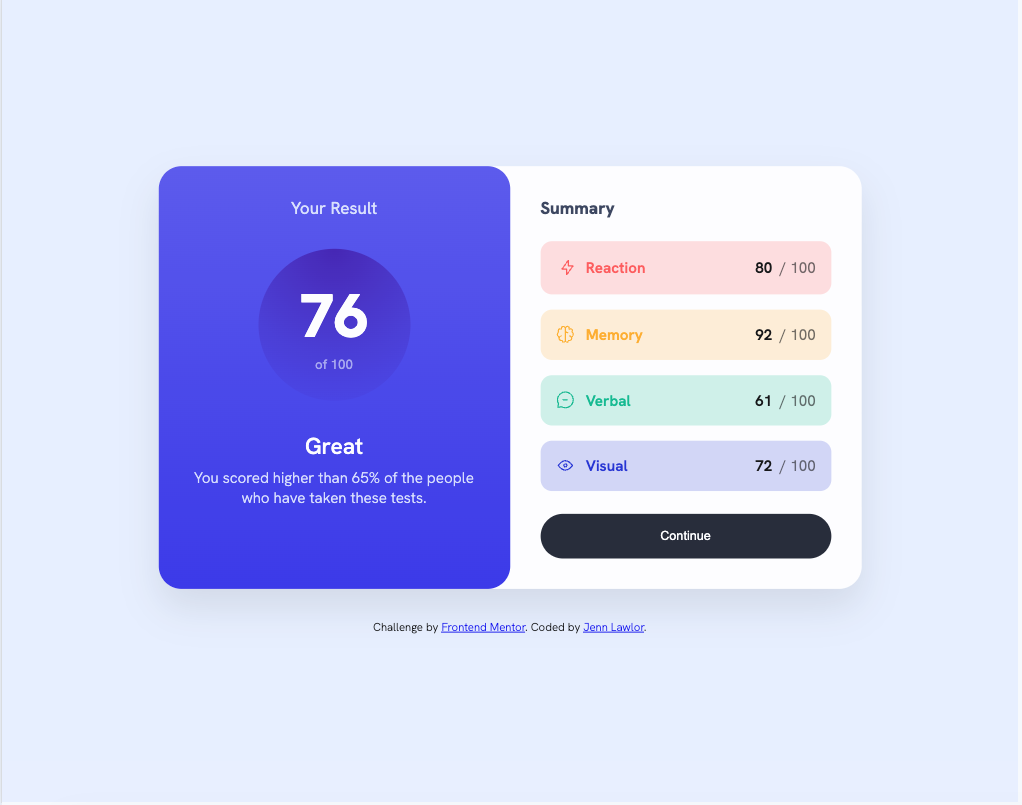 Your Result
76
of 100
Great
You scored higher than 65% of the people
who have taken these tests.
Summary
Reaction 80 / 100
Memory 92 / 100
Verbal 61 / 100
Visual 72 / 100
Continue
Challenge by Frontend Mentor. Coded by Jenn Lawlor.